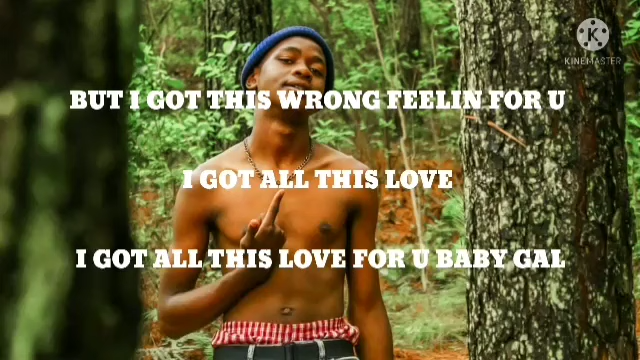 KINEMASTER
BUT I GOT THIS WRONG FEELIN FOR U
I GOT ALL THIS LOVE
I GOT ALL THIS LOVE FOR U BABY GAL